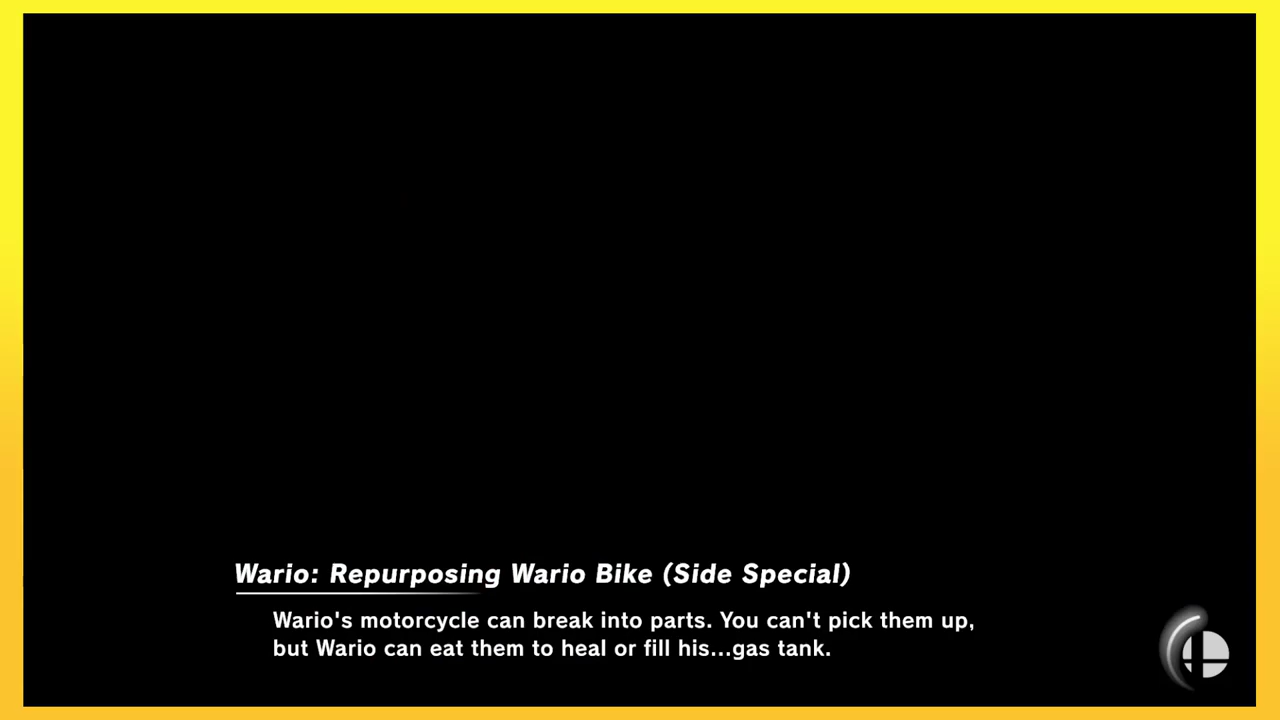 Wario: Repurposing Wario Bike (Side Special)
Wario's motorcycle can break into parts. You can't pick them up,
but Wario can eat them to heal or fill his...gas tank.